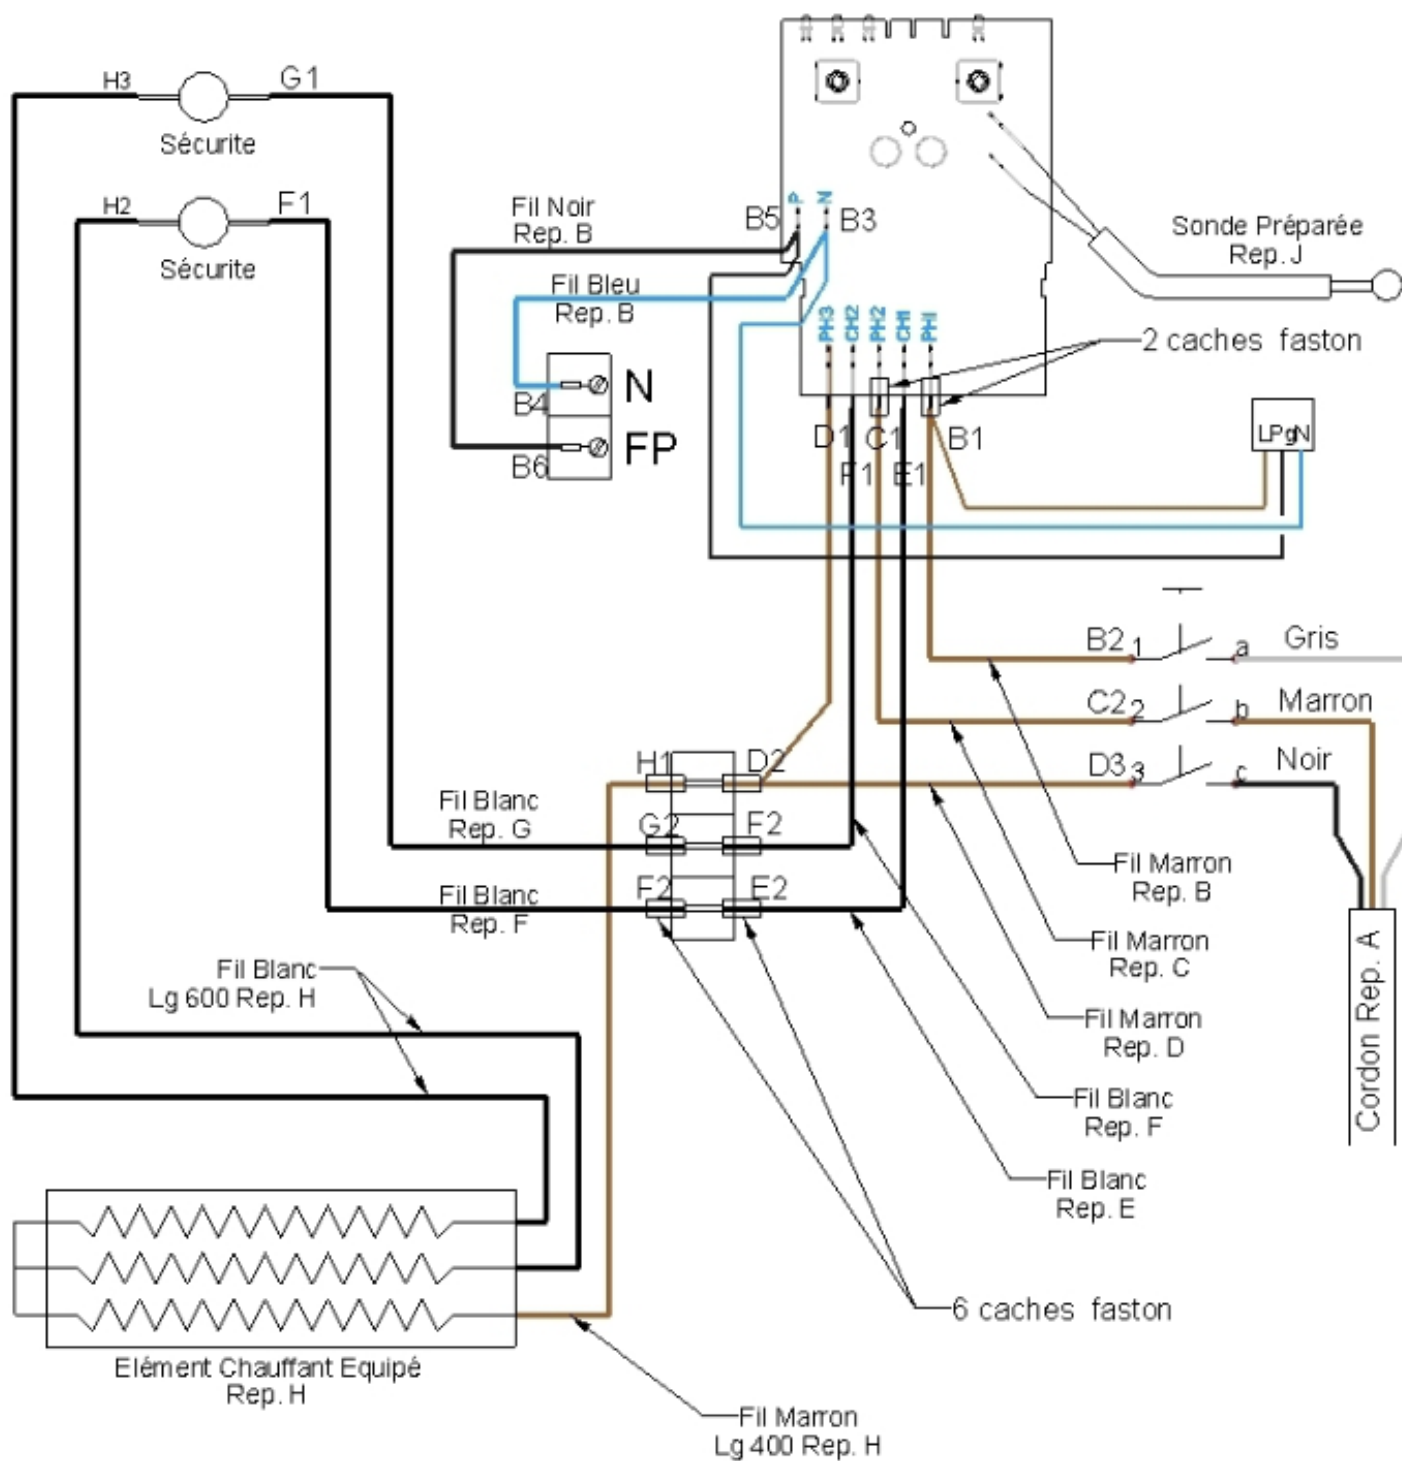 H3
G1
Sécurite
H2
F1
Sécurite
Fil Noir
Rep. B
B5
P
N
B3
Fil Bleu
Rep. B
Sonde Préparée
Rep. J
PH3
CH2
PH2
CH1
PH1
2 caches faston
B4
N
B6
FP
D1
C1
B1
F1
E1
LPgN
B2
1
a
Gris
C2
2
b
Marron
D3
3
c
Noir
H1
D2
Fil Blanc
Rep. G
G2
F2
Fil Blanc
Rep. F
F2
E2
Fil Marron
Rep. B
Fil Marron
Rep. C
Fil Marron
Rep. D
Fil Blanc
Rep. F
Fil Blanc
Rep. E
Cordon Rep. A
Fil Blanc
Lg 600 Rep. H
6 caches faston
Elément Chauffant Equipé
Rep. H
Fil Marron
Lg 400 Rep. H